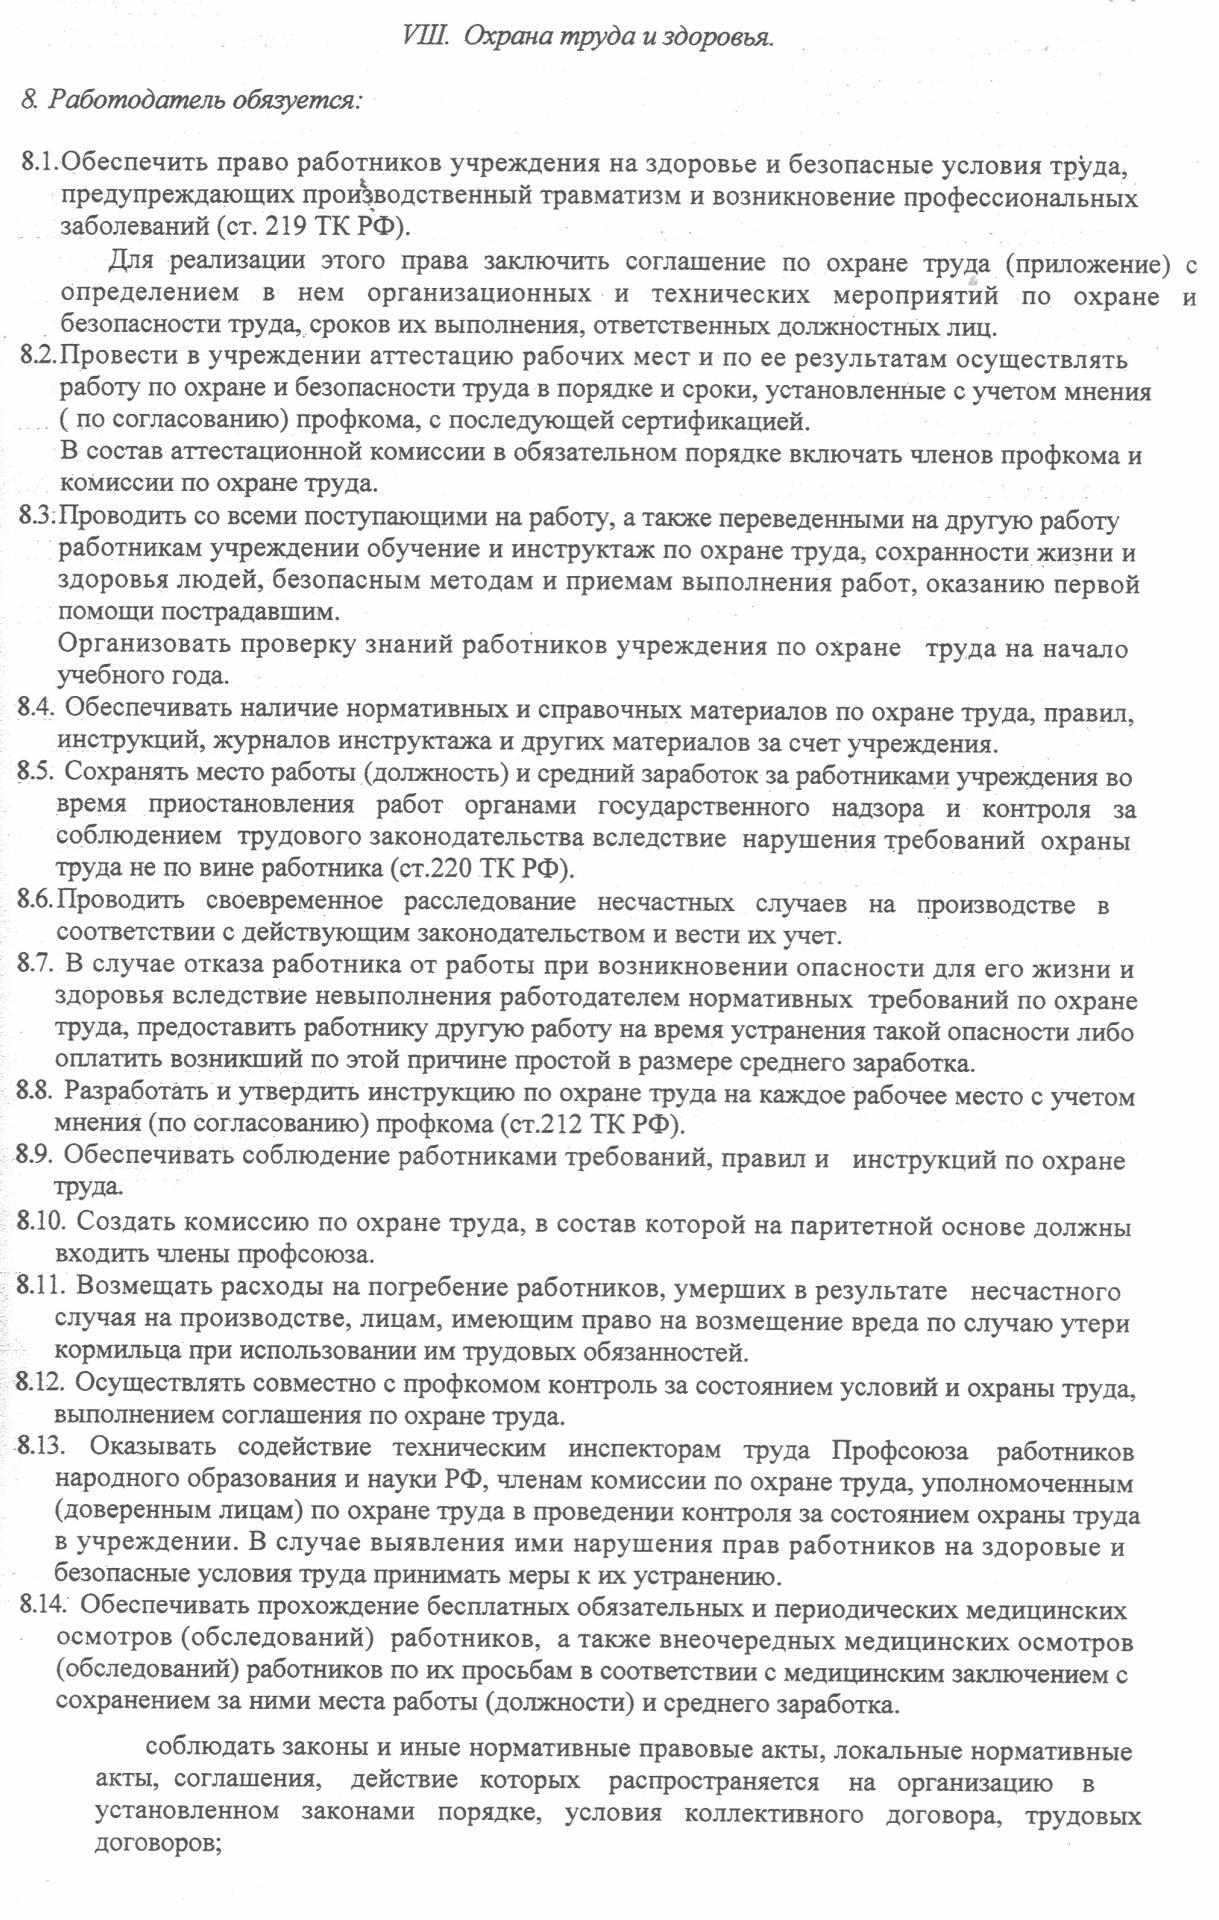 VIII. Охрана труда и здоровья.
8. Работодатель обязуется:
8.1.Обеспечить право работников учреждения на здоровье и безопасные условия труда,
предупреждающих производственный травматизм и возникновение профессиональных
заболеваний (ст. 219 ТК РФ).
Для реализации этого права заключить соглашение по охране труда (приложение) с
определением в нем организационных и технических мероприятий по охране и
безопасности труда, сроков их выполнения, ответственных должностных лиц.
8.2.Провести в учреждении аттестацию рабочих мест и по ее результатам осуществлять
работу по охране и безопасности труда в порядке и сроки, установленные с учетом мнения
( по согласованию) профкома, с последующей сертификацией.
В состав аттестационной комиссии в обязательном порядке включать членов профкома и
комиссии по охране труда.
8.3.Проводить со всеми поступающими на работу, а также переведенными на другую работу
работникам учреждении обучение и инструктаж по охране труда, сохранности жизни и
здоровья людей, безопасным методам и приемам выполнения работ, оказанию первой
помощи пострадавшим.
Организовать проверку знаний работников учреждения по охране труда на начало
учебного года.
8.4. Обеспечивать наличие нормативных и справочных материалов по охране труда, правил,
инструкций, журналов инструктажа и других материалов за счет учреждения.
8.5. Сохранять место работы (должность) и средний заработок за работниками учреждения во
время приостановления работ органами государственного надзора и контроля за
соблюдением трудового законодательства вследствие нарушения требований охраны
труда не по вине работника (ст.220 ТК РФ).
8.6.Проводить своевременное расследование несчастных случаев на производстве в
соответствии с действующим законодательством и вести их учет.
8.7. В случае отказа работника от работы при возникновении опасности для его жизни и
здоровья вследствие невыполнения работодателем нормативных требований по охране
труда, предоставить работнику другую работу на время устранения такой опасности либо
оплатить возникший по этой причине простой в размере среднего заработка.
8.8. Разработать и утвердить инструкцию по охране труда на каждое рабочее место с учетом
мнения (по согласованию) профкома (ст.212 ТК РФ).
8.9. Обеспечивать соблюдение работниками требований, правил и инструкций по охране
труда.
8.10. Создать комиссию по охране труда, в состав которой на паритетной основе должны
входить члены профсоюза.
8.11. Возмещать расходы на погребение работников, умерших в результате несчастного
случая на производстве, лицам, имеющим право на возмещение вреда по случаю утери
кормильца при использовании им трудовых обязанностей.
8.12. Осуществлять совместно с профкомом контроль за состоянием условий и охраны труда,
выполнением соглашения по охране труда.
8.13. Оказывать содействие техническим инспекторам труда Профсоюза работников
народного образования и науки РФ, членам комиссии по охране труда, уполномоченным
(доверенным лицам) по охране труда в проведении контроля за состоянием охраны труда
в учреждении. В случае выявления ими нарушения прав работников на здоровые и
безопасные условия труда принимать меры к их устранению.
8.14. Обеспечивать прохождение бесплатных обязательных и периодических медицинских
осмотров (обследований) работников, а также внеочередных медицинских осмотров
(обследований) работников по их просьбам в соответствии с медицинским заключением с
сохранением за ними места работы (должности) и среднего заработка.
соблюдать законы и иные нормативные правовые акты, локальные нормативные
акты, соглашения, действие которых распространяется на организацию в
установленном законами порядке, условия коллективного договора, трудовых
договоров;